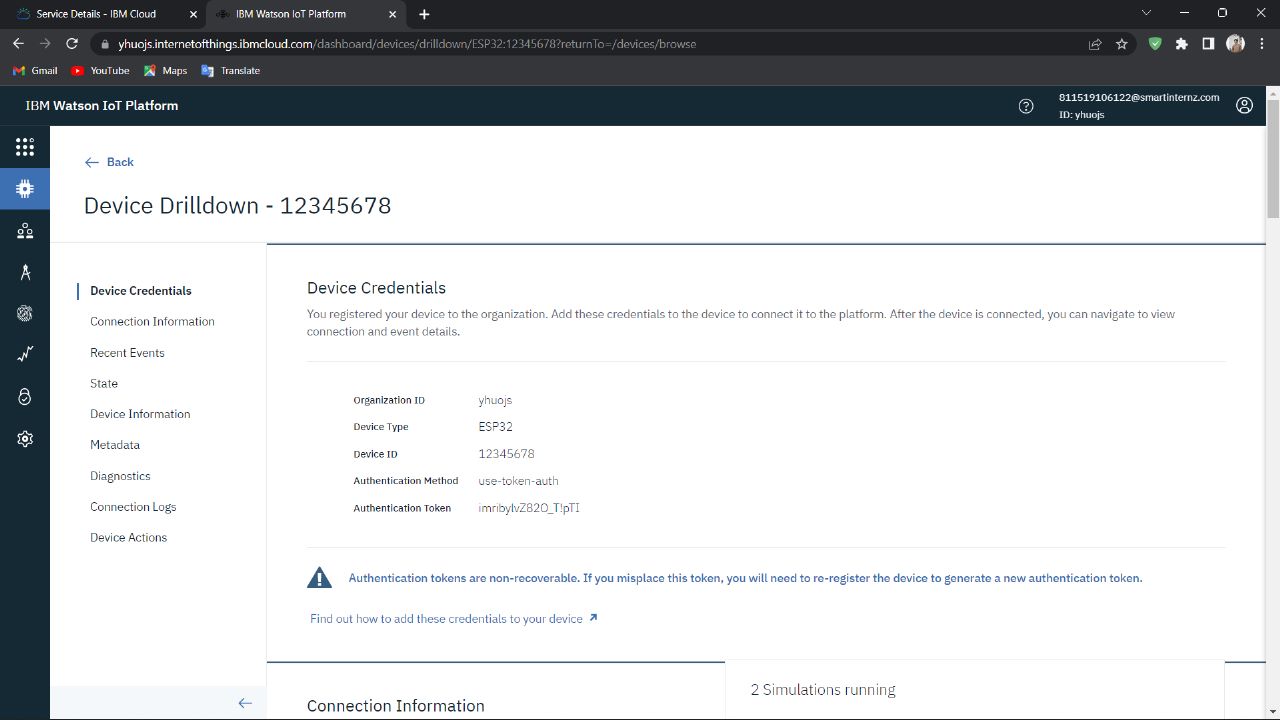 Service Details - IBM Cloud
IBM Watson IoT Platform
yhuojs.internetofthings.ibmcloud.com/dashboard/devices/drilldown/ESP32:12345678?returnTo=/devices/browse
Gmail YouTube Maps Translate
IBM Watson IoT Platform
811519106122@smartinternz.com
ID: yhuojs
Back
Device Drilldown - 12345678
Device Credentials
Connection Information
Recent Events
State
Device Information
Metadata
Diagnostics
Connection Logs
Device Actions
Device Credentials
You registered your device to the organization. Add these credentials to the device to connect it to the platform. After the device is connected, you can navigate to view
connection and event details.
Organization ID yhuojs
Device Type ESP32
Device ID 12345678
Authentication Method use-token-auth
Authentication Token
Authentication tokens are non-recoverable. If you misplace this token, you will need to re-register the device to generate a new authentication token.
Find out how to add these credentials to your device
Connection Information
2 Simulations running